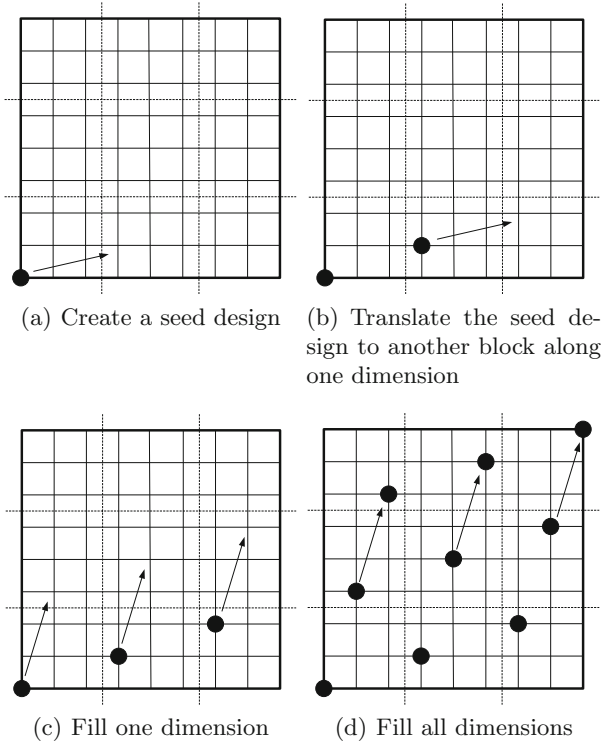 (a) Create a seed design
(b) Translate the seed de-
sign to another block along
one dimension
(c) Fill one dimension
(d) Fill all dimensions